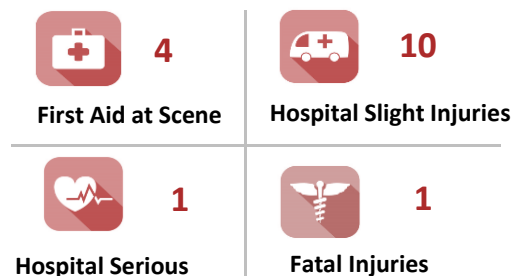 4
First Aid at Scene
10
Hospital Slight Injuries
1
Hospital Serious
1
Fatal Injuries